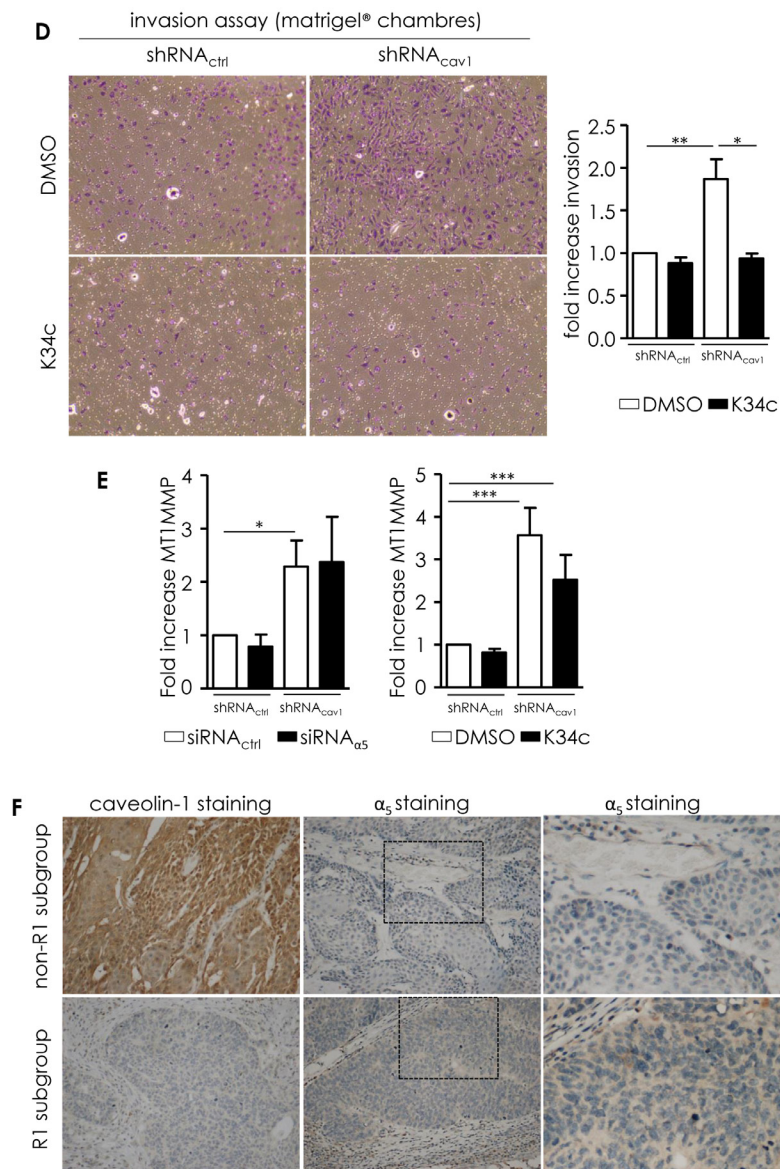 D
invasion assay (matrigel® chambres)
shRNActrl shRNAcav1
DMSO
K34c
fold increase invasion
2.5
2.0
1.5
1.0
0.5
0.0
** *
shRNActrl shRNAcav1
DMSO K34c
E
Fold increase MT1MMP
4
3
2
1
0
*
shRNActrl shRNAcav1
siRNActrl siRNAα5
Fold increase MT1MMP
5
4
3
2
1
0
***
***
shRNActrl shRNAcav1
DMSO K34c
F
caveolin-1 staining α5 staining α5 staining
non-R1 subgroup
R1 subgroup